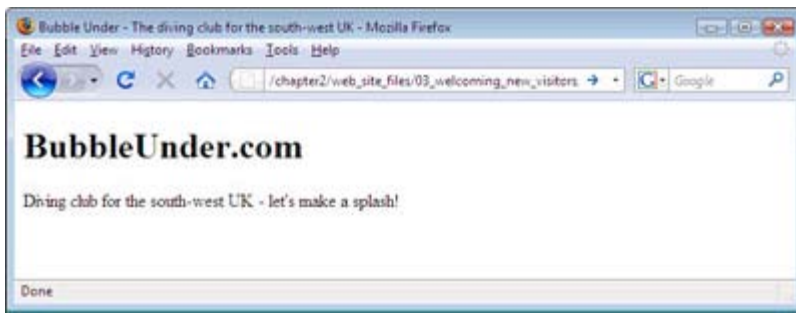 Bubble Under - The diving club for the south-west UK - Mozilla Firefox
File Edit View History Bookmarks Tools Help
/chapter2/web_site_files/03_welcoming_new_visitors Google
BubbleUnder.com
Diving club for the south-west UK - let's make a splash!
Done